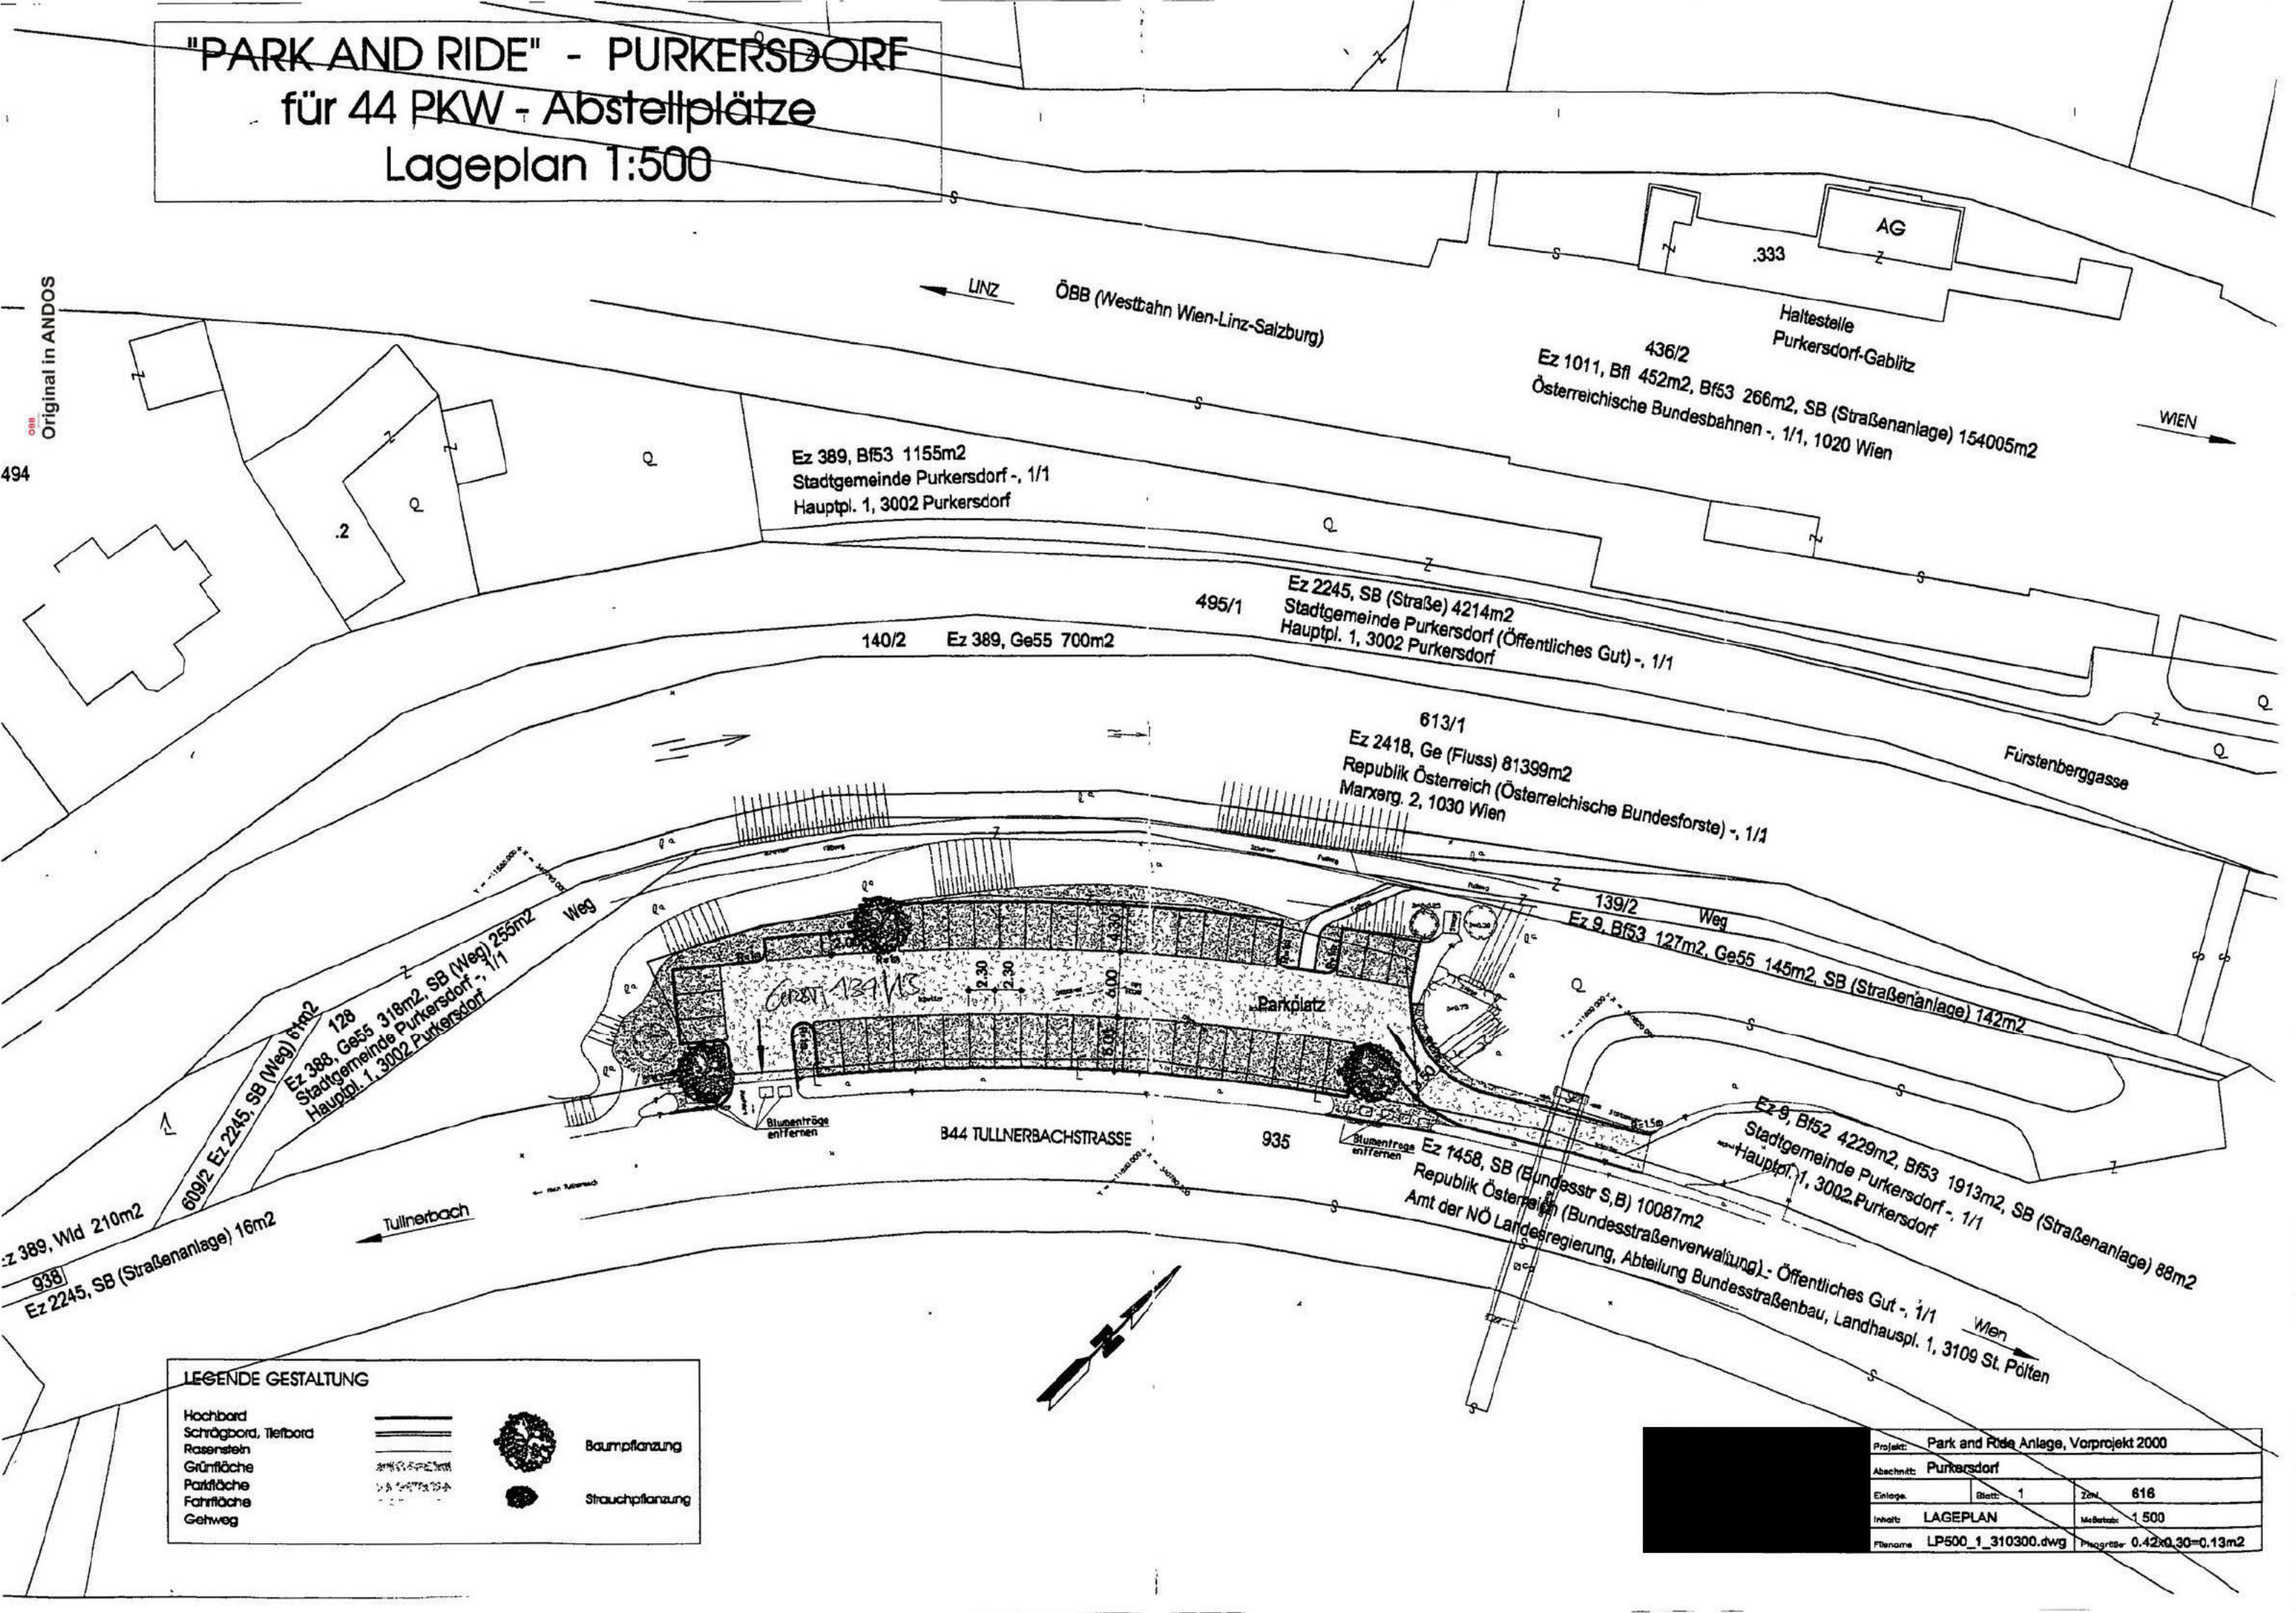 "PARK AND RIDE" - PURKERSDORF
für 44 PKW - Abstellplätze
Lageplan 1:500
Original in ANDOS
ÖBB
494
.2
LINZ
ÖBB (Westbahn Wien-Linz-Salzburg)
AG
.333
Haltestelle
Purkersdorf-Gablitz
436/2
Ez 1011, Bfl 452m2, Bf53 266m2, SB (Straßenanlage) 154005m2
Österreichische Bundesbahnen -, 1/1, 1020 Wien
WIEN
Ez 389, Bf53 1155m2
Stadtgemeinde Purkersdorf -, 1/1
Hauptpl. 1, 3002 Purkersdorf
495/1
Ez 2245, SB (Straße) 4214m2
Stadtgemeinde Purkersdorf (Öffentliches Gut) -, 1/1
Hauptpl. 1, 3002 Purkersdorf
140/2 Ez 389, Ge55 700m2
613/1
Ez 2418, Ge (Fluss) 81399m2
Republik Österreich (Österreichische Bundesforste) -, 1/1
Marxerg. 2, 1030 Wien
Fürstenberggasse
139/2 Weg
Ez 9, Bf53 127m2, Ge55 145m2, SB (Straßenanlage) 142m2
Weg
128
Ez 388, Ge55 318m2, SB (Weg) 255m2
Stadtgemeinde Purkersdorf -, 1/1
Hauptpl. 1, 3002 Purkersdorf
609/2 Ez 2245, SB (Weg) 61m2
2.30
2.30
6.00
Parkplatz
Blumentröge
entfernen
B44 TULLNERBACHSTRASSE
935
Blumentröge
entfernen
Ez 1458, SB (Bundesstr S,B) 10087m2
Republik Österreich (Bundesstraßenverwaltung) - Öffentliches Gut -, 1/1
Amt der NÖ Landesregierung, Abteilung Bundesstraßenbau, Landhauspl. 1, 3109 St. Pölten
Ez 9, Bf52 4229m2, Bf53 1913m2, SB (Straßenanlage) 88m2
Stadtgemeinde Purkersdorf -, 1/1
Hauptpl. 1, 3002 Purkersdorf
Wien
Tullnerbach
Ez 389, Wld 210m2
938
Ez 2245, SB (Straßenanlage) 16m2
N
LEGENDE GESTALTUNG
Hochbord
Schrägbord, Tiefbord
Rasenstein
Grünfläche
Parkfläche
Fahrfläche
Gehweg
Baumpflanzung
Strauchpflanzung
Projekt: Park and Ride Anlage, Vorprojekt 2000
Abschnitt: Purkersdorf
Einlage: Blatt: 1 616
Inhalt: LAGEPLAN Maßstab: 1 500
Filename LP500_1_310300.dwg Plangröße: 0.42x0.30=0.13m2